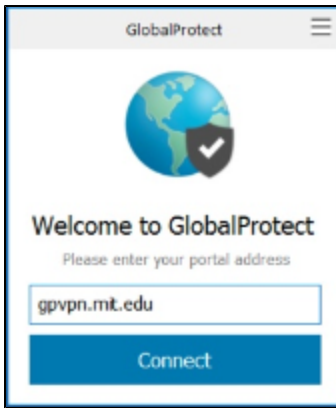 GlobalProtect
Welcome to GlobalProtect
Please enter your portal address
gpvpn.mit.edu
Connect